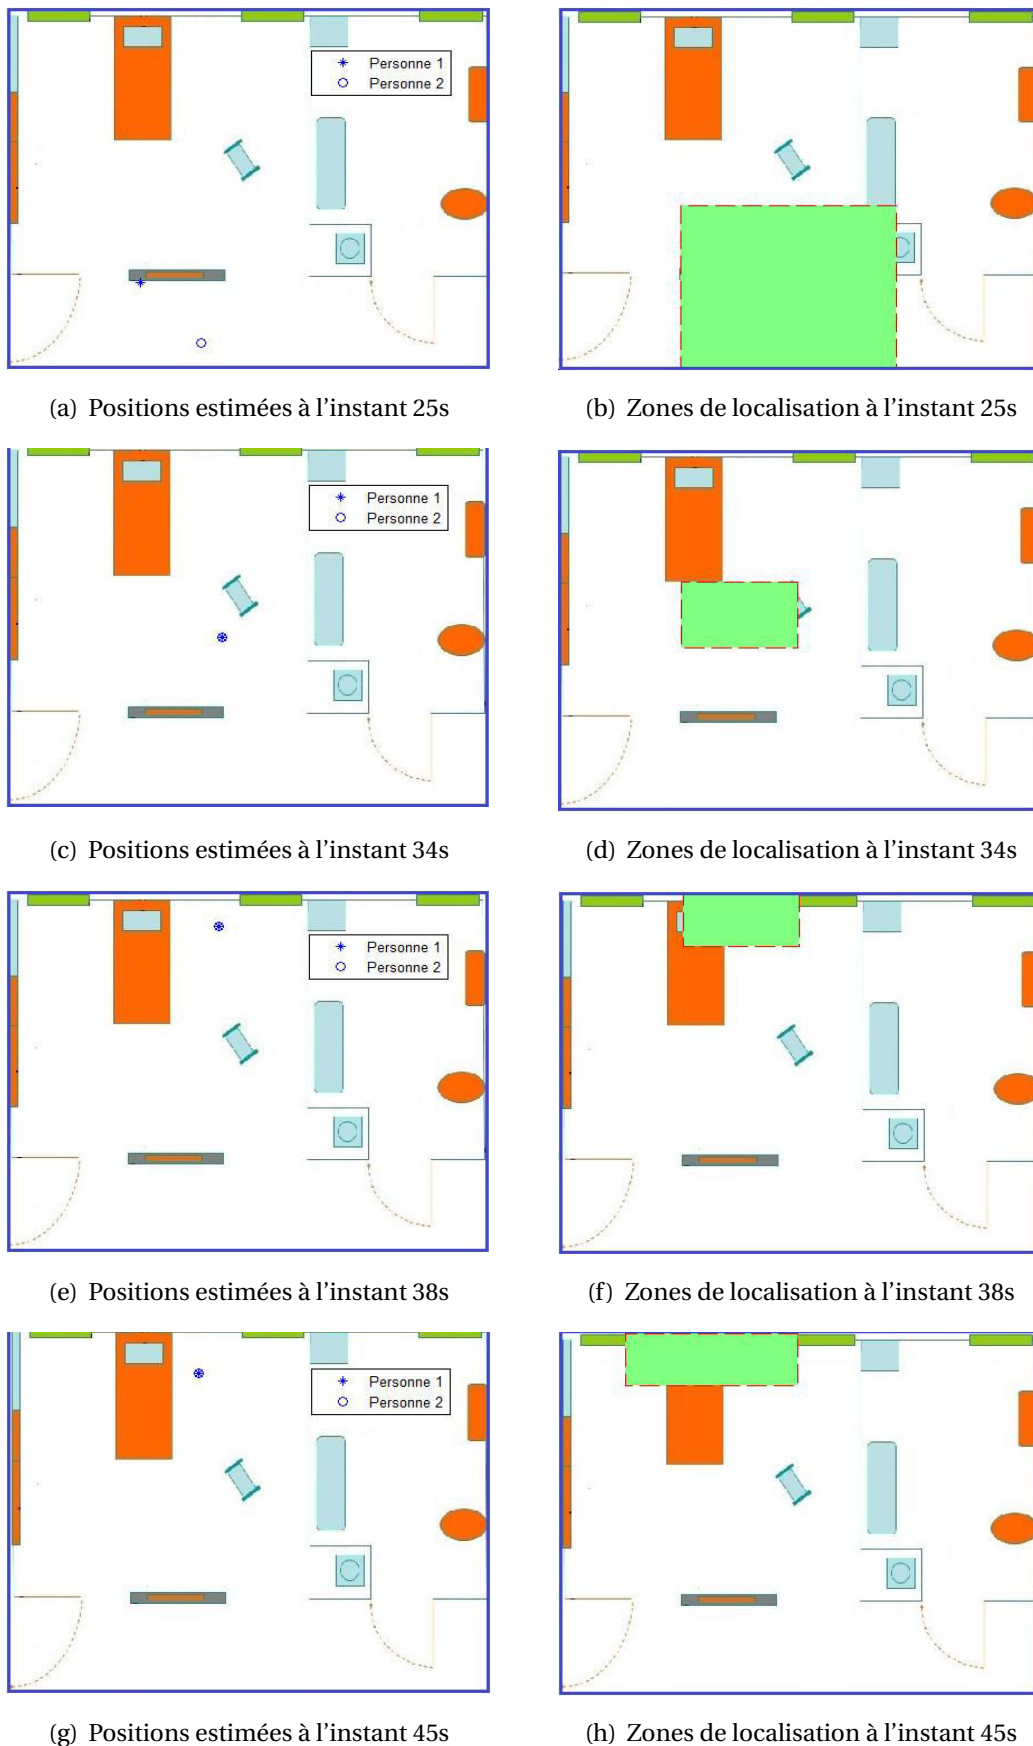 Personne 1
Personne 2
(a) Positions estimées à l'instant 25s
(b) Zones de localisation à l'instant 25s
Personne 1
Personne 2
(c) Positions estimées à l'instant 34s
(d) Zones de localisation à l'instant 34s
Personne 1
Personne 2
(e) Positions estimées à l'instant 38s
(f) Zones de localisation à l'instant 38s
Personne 1
Personne 2
(g) Positions estimées à l'instant 45s
(h) Zones de localisation à l'instant 45s